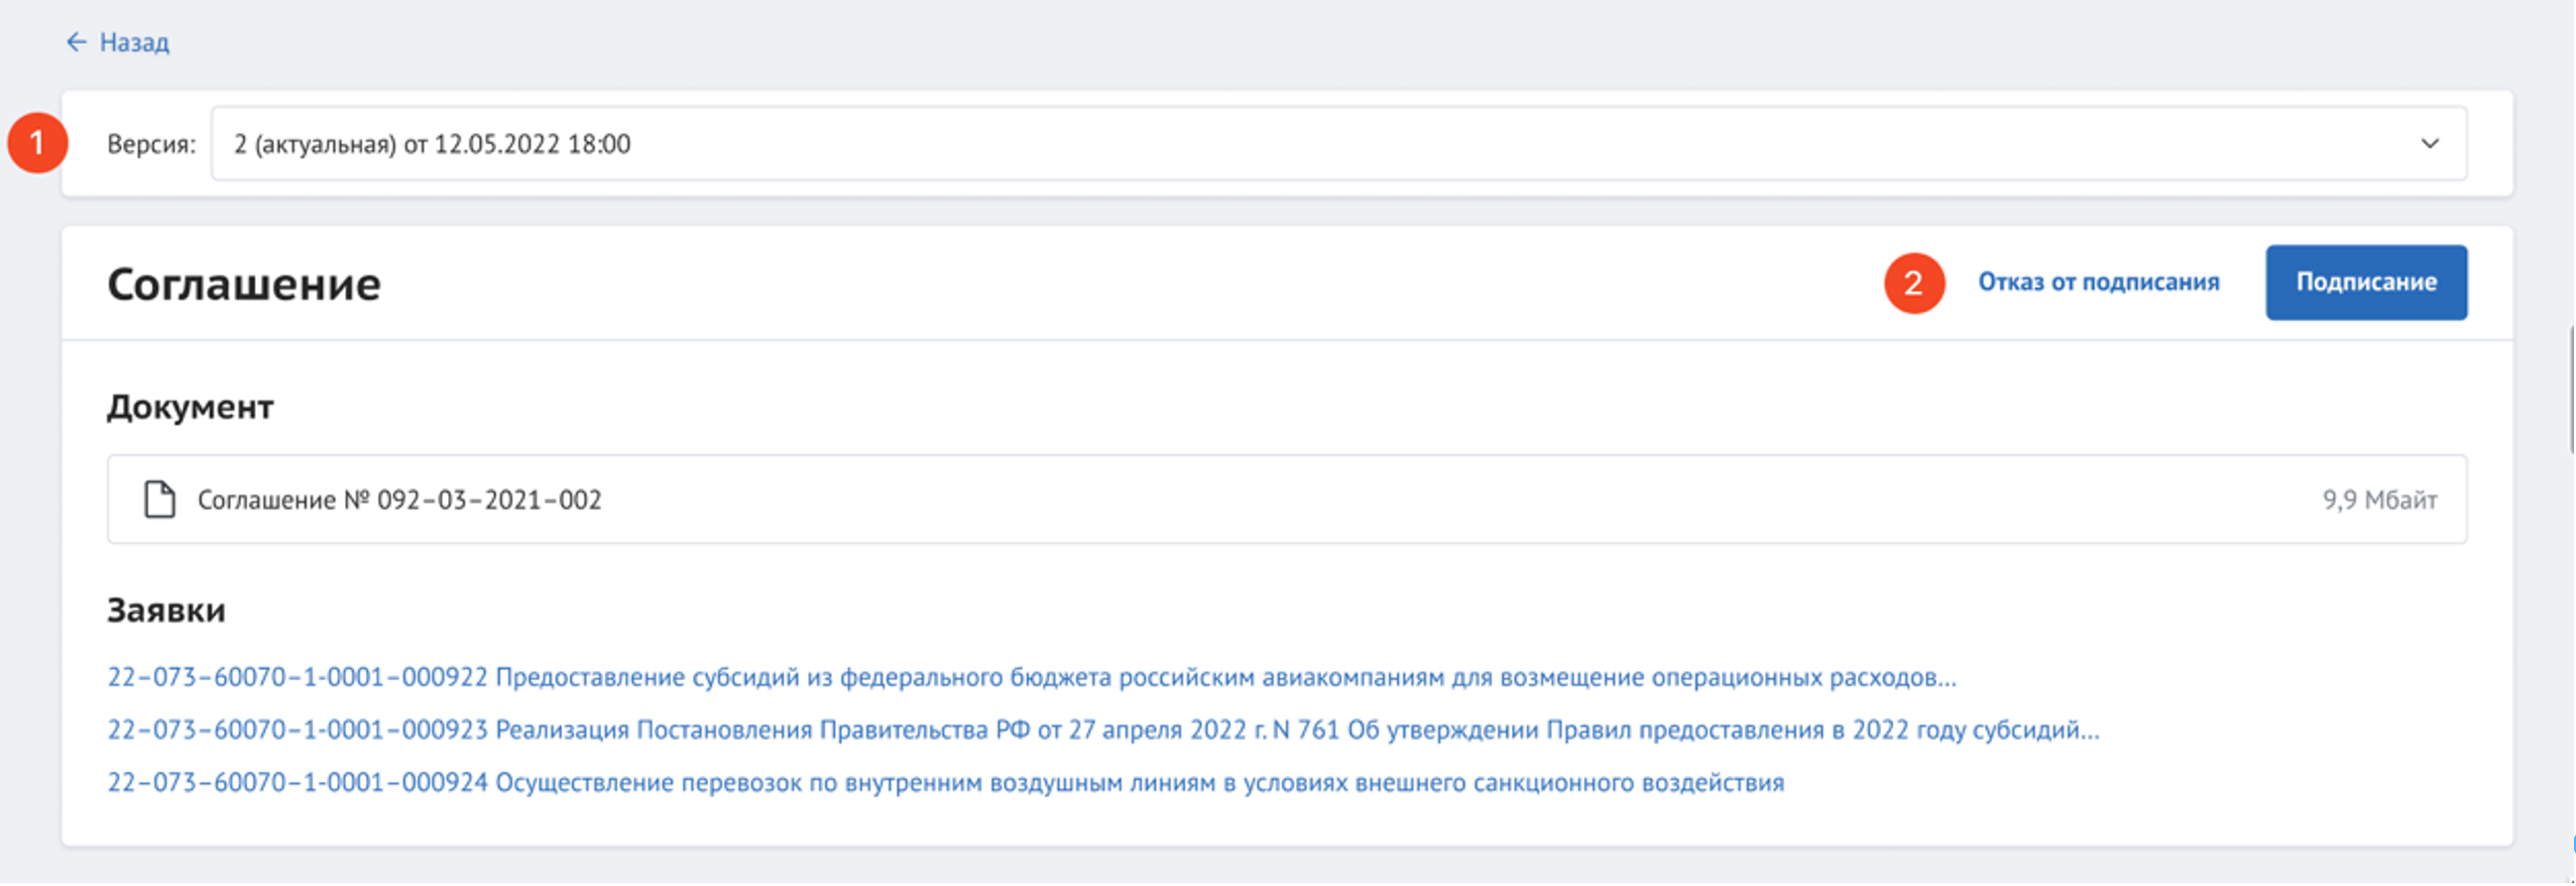 ← Назад
1 Версия: 2 (актуальная) от 12.05.2022 18:00
Соглашение 2 Отказ от подписания Подписание
Документ
Соглашение № 092–03–2021–002 9,9 Мбайт
Заявки
22–073–60070–1-0001–000922 Предоставление субсидий из федерального бюджета российским авиакомпаниям для возмещение операционных расходов...
22–073–60070–1-0001–000923 Реализация Постановления Правительства РФ от 27 апреля 2022 г. N 761 Об утверждении Правил предоставления в 2022 году субсидий...
22–073–60070–1-0001–000924 Осуществление перевозок по внутренним воздушным линиям в условиях внешнего санкционного воздействия